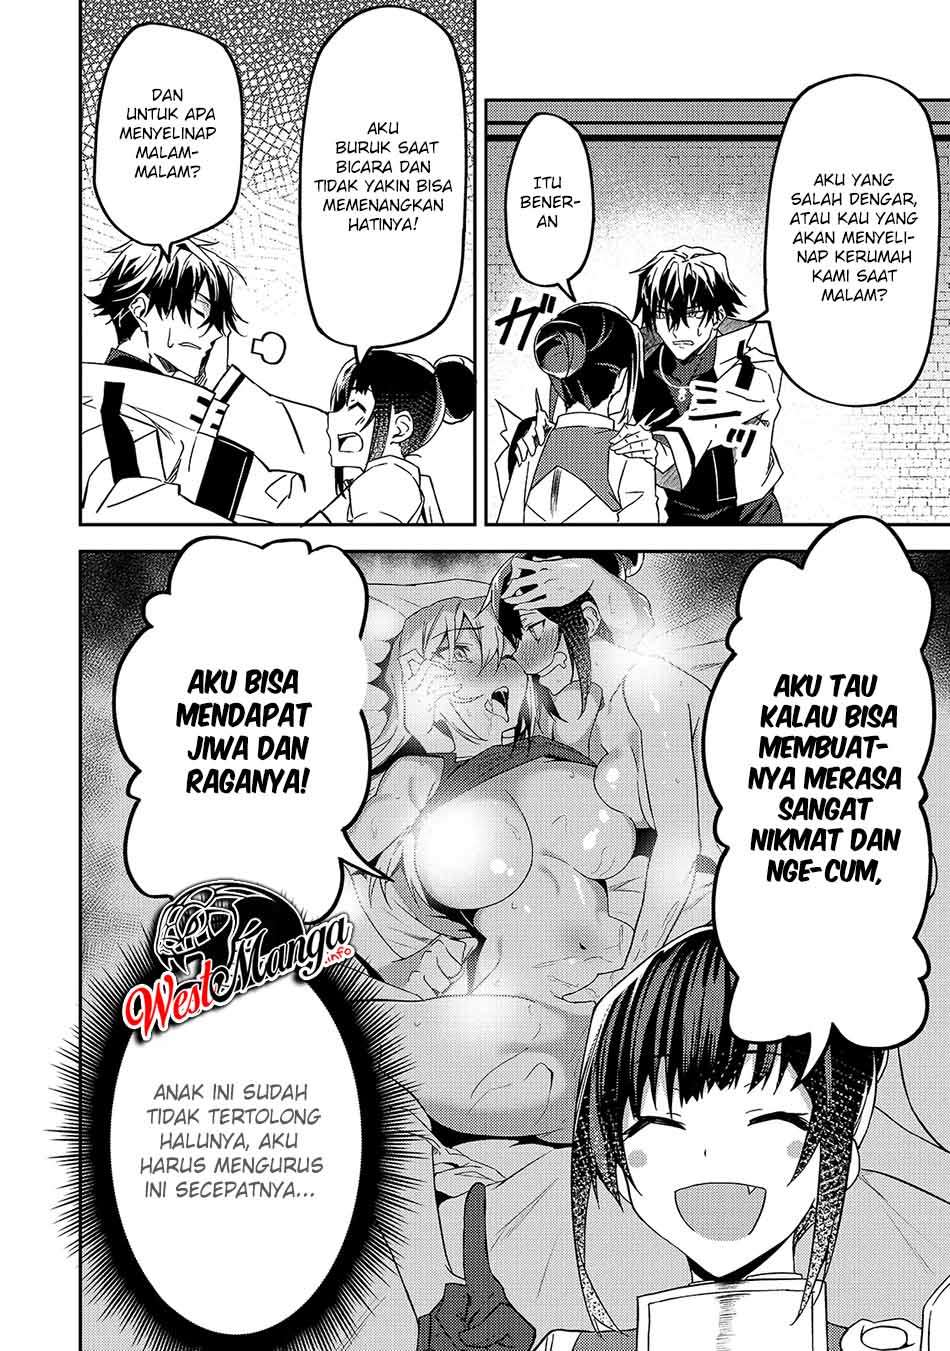 AKU YANG
SALAH DENGAR,
ATAU KAU YANG
AKAN MENYELI-
NAP KERUMAH
KAMI SAAT
MALAM?
ITU
BENER-
AN
AKU
BURUK SAAT
BICARA DAN
TIDAK YAKIN BISA
MEMENANGKAN
HATINYA!
DAN
UNTUK APA
MENYELINAP
MALAM-
MALAM?
AKU TAU
KALAU BISA
MEMBUAT-
NYA MERASA
SANGAT
NIKMAT DAN
NGE-CUM,
AKU BISA
MENDAPAT
JIWA DAN
RAGANYA!
WESTMANGA
.info
ANAK INI SUDAH
TIDAK TERTOLONG
HALUNYA, AKU
HARUS MENGURUS
INI SECEPATNYA...